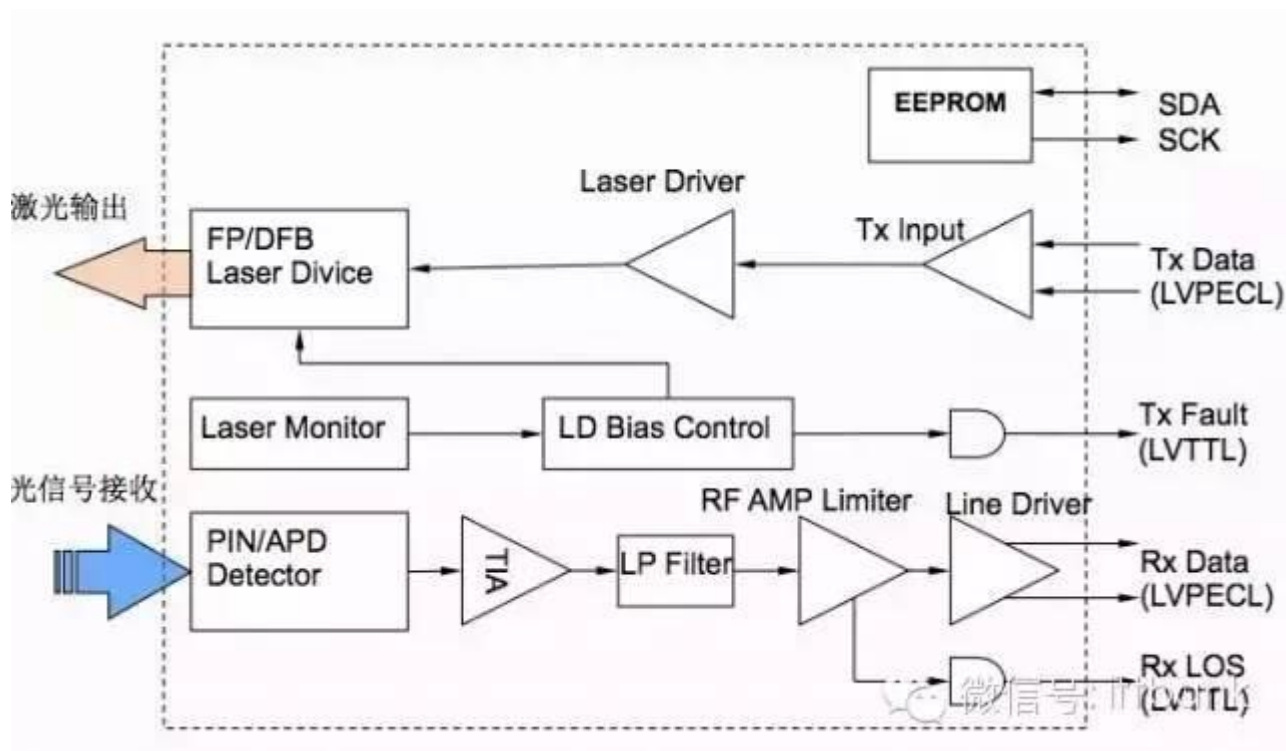 EEPROM
SDA
SCK
Laser Driver
激光输出
FP/DFB
Laser Divice
Tx Input
Tx Data
(LVPECL)
Laser Monitor
LD Bias Control
Tx Fault
(LVTTL)
光信号接收
RF AMP Limiter
Line Driver
PIN/APD
Detector
TIA
LP Filter
Rx Data
(LVPECL)
Rx LOS
(LVTTL)
微信号: